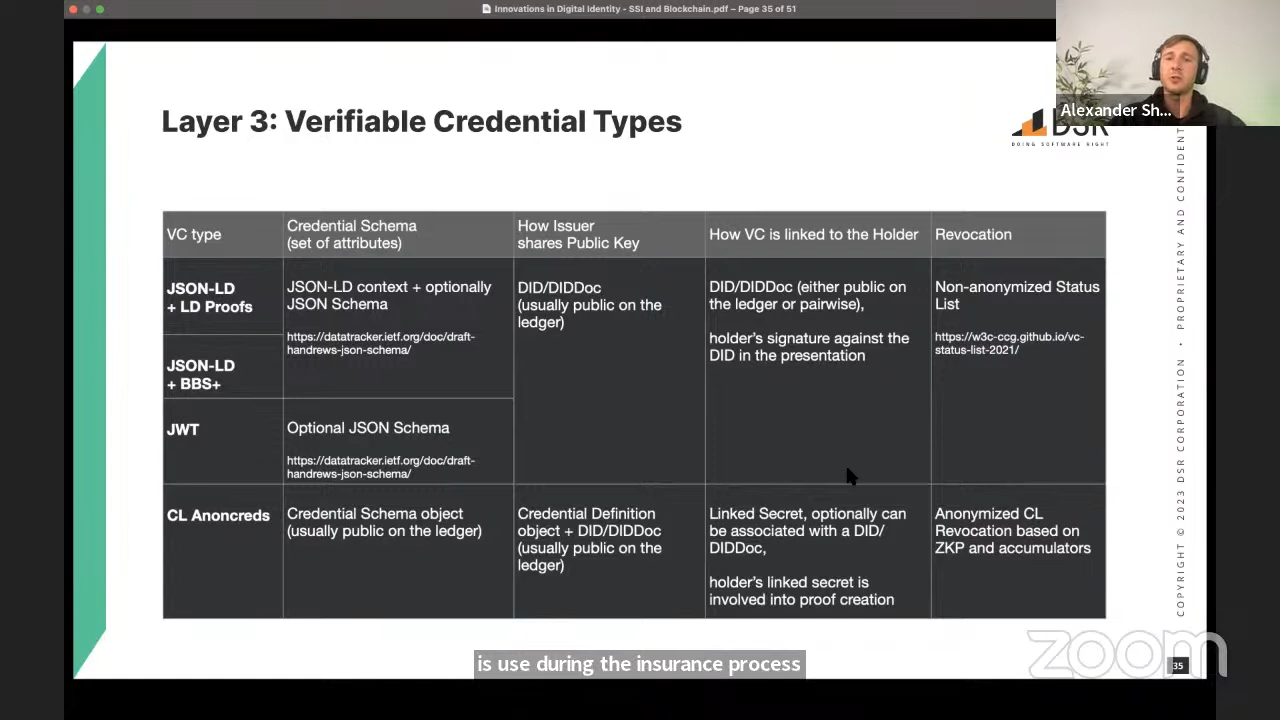 Innovations in Digital Identity - SSI and Blockchain.pdf – Page 35 of 51
Alexander Sh...
Layer 3: Verifiable Credential Types
DSR
DOING SOFTWARE RIGHT
VC type
Credential Schema
(set of attributes)
How Issuer
shares Public Key
How VC is linked to the Holder
Revocation
JSON-LD
+ LD Proofs
JSON-LD context + optionally
JSON Schema
https://datatracker.ietf.org/doc/draft-
handrews-json-schema/
DID/DIDDoc
(usually public on the
ledger)
DID/DIDDoc (either public on
the ledger or pairwise),
holder's signature against the
DID in the presentation
Non-anonymized Status
List
https://w3c-ccg.github.io/vc-
status-list-2021/
JSON-LD
+ BBS+
JWT
Optional JSON Schema
https://datatracker.ietf.org/doc/draft-
handrews-json-schema/
CL Anoncreds
Credential Schema object
(usually public on the ledger)
Credential Definition
object + DID/DIDDoc
(usually public on the
ledger)
Linked Secret, optionally can
be associated with a DID/
DIDDoc,
holder's linked secret is
involved into proof creation
Anonymized CL
Revocation based on
ZKP and accumulators
COPYRIGHT © 2023 DSR CORPORATION • PROPRIETARY AND CONFIDENT
is use during the insurance process
zoom
35